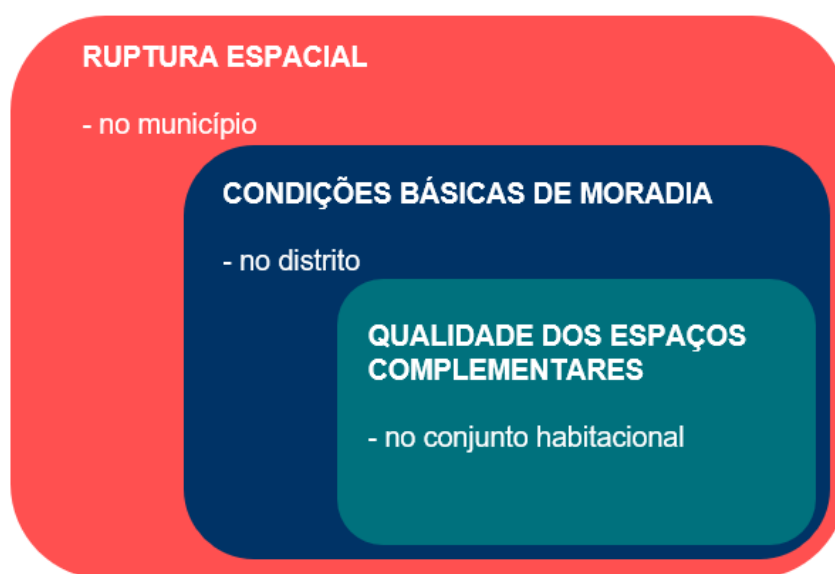 RUPTURA ESPACIAL
- no município
CONDIÇÕES BÁSICAS DE MORADIA
- no distrito
QUALIDADE DOS ESPAÇOS
COMPLEMENTARES
- no conjunto habitacional